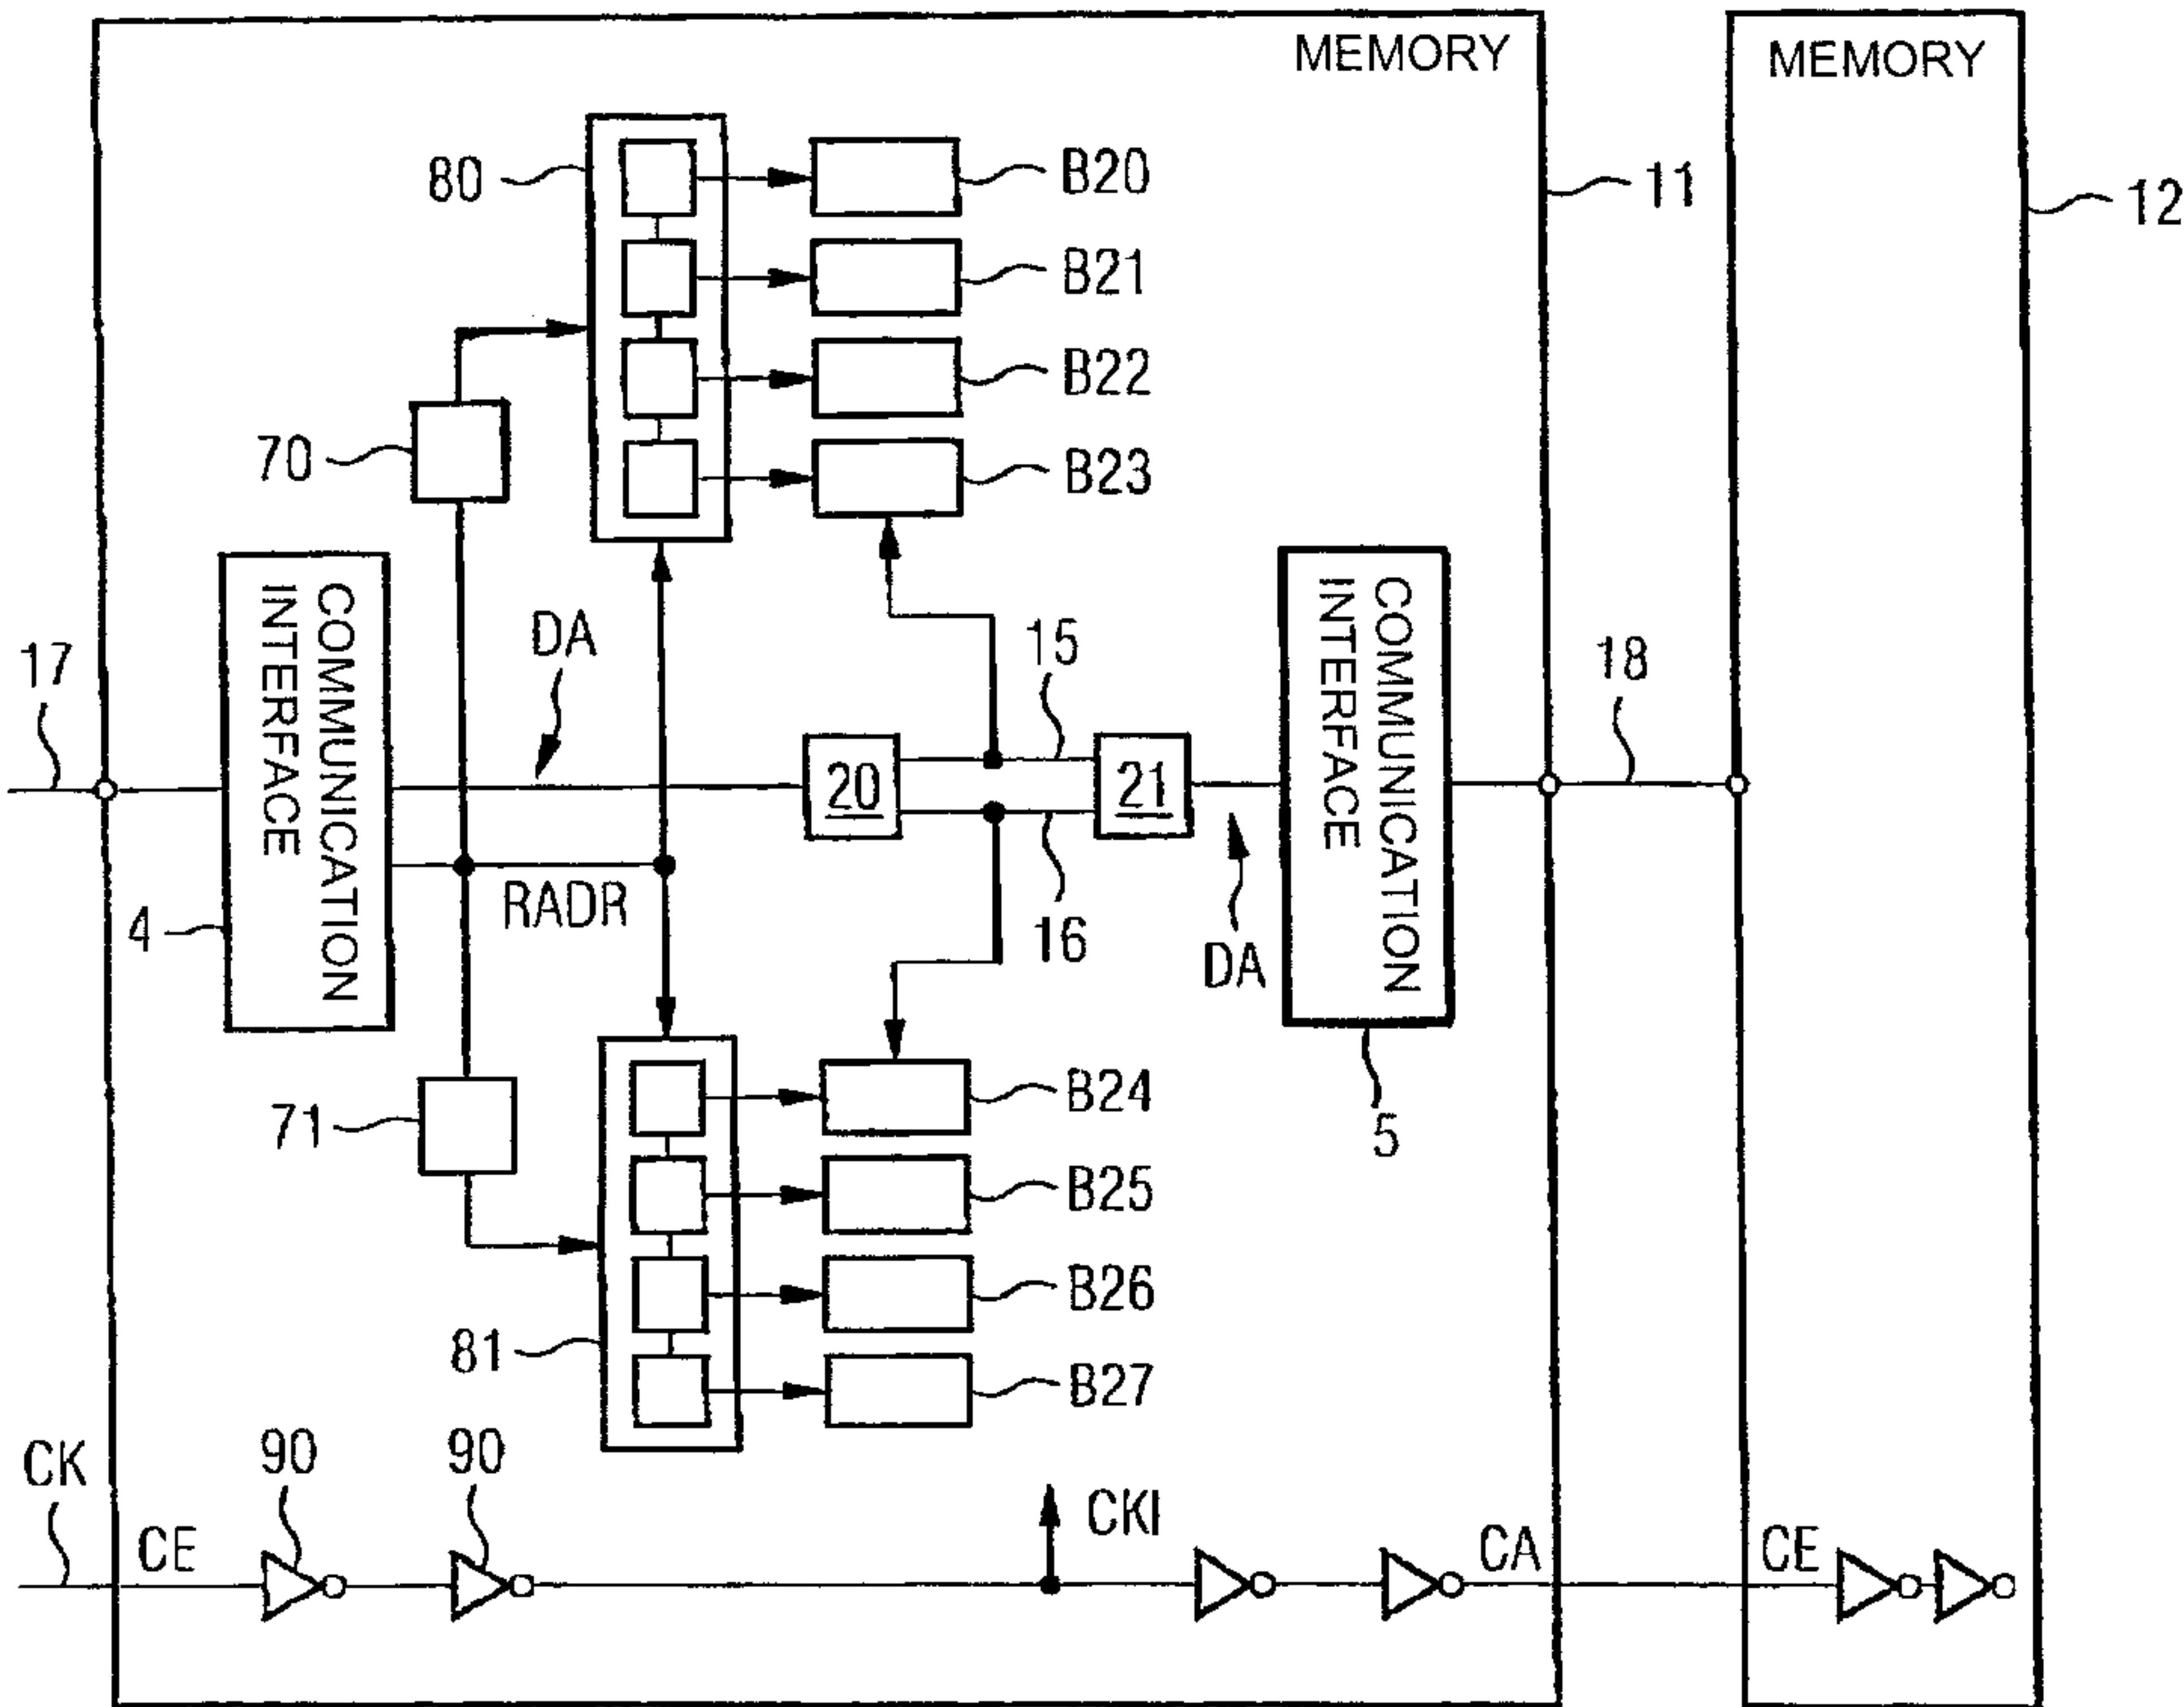 MEMORY
MEMORY
80
B20
11
12
B21
B22
70
B23
COMMUNICATION
INTERFACE
DA
15
COMMUNICATION
INTERFACE
17
18
20
21
RADR
4
16
DA
B24
71
5
B25
B26
81
B27
CK
90
90
CE
CKI
CA
CE